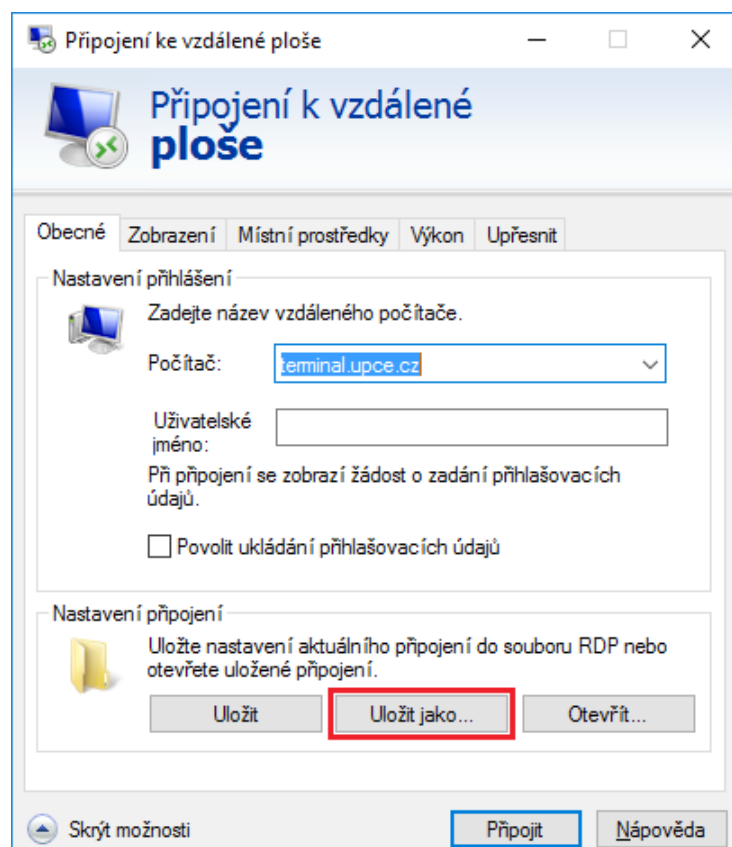 Připojení ke vzdálené ploše
Připojení k vzdálené
ploše
Obecné Zobrazení Místní prostředky Výkon Upřesnit
Nastavení přihlášení
Zadejte název vzdáleného počítače.
Počítač: terminal.upce.cz
Uživatelské
jméno:
Při připojení se zobrazí žádost o zadání přihlašovacích
údajů.
Povolit ukládání přihlašovacích údajů
Nastavení připojení
Uložte nastavení aktuálního připojení do souboru RDP nebo
otevřete uložené připojení.
Uložit Uložit jako... Otevřít...
Skrýt možnosti Připojit Nápověda